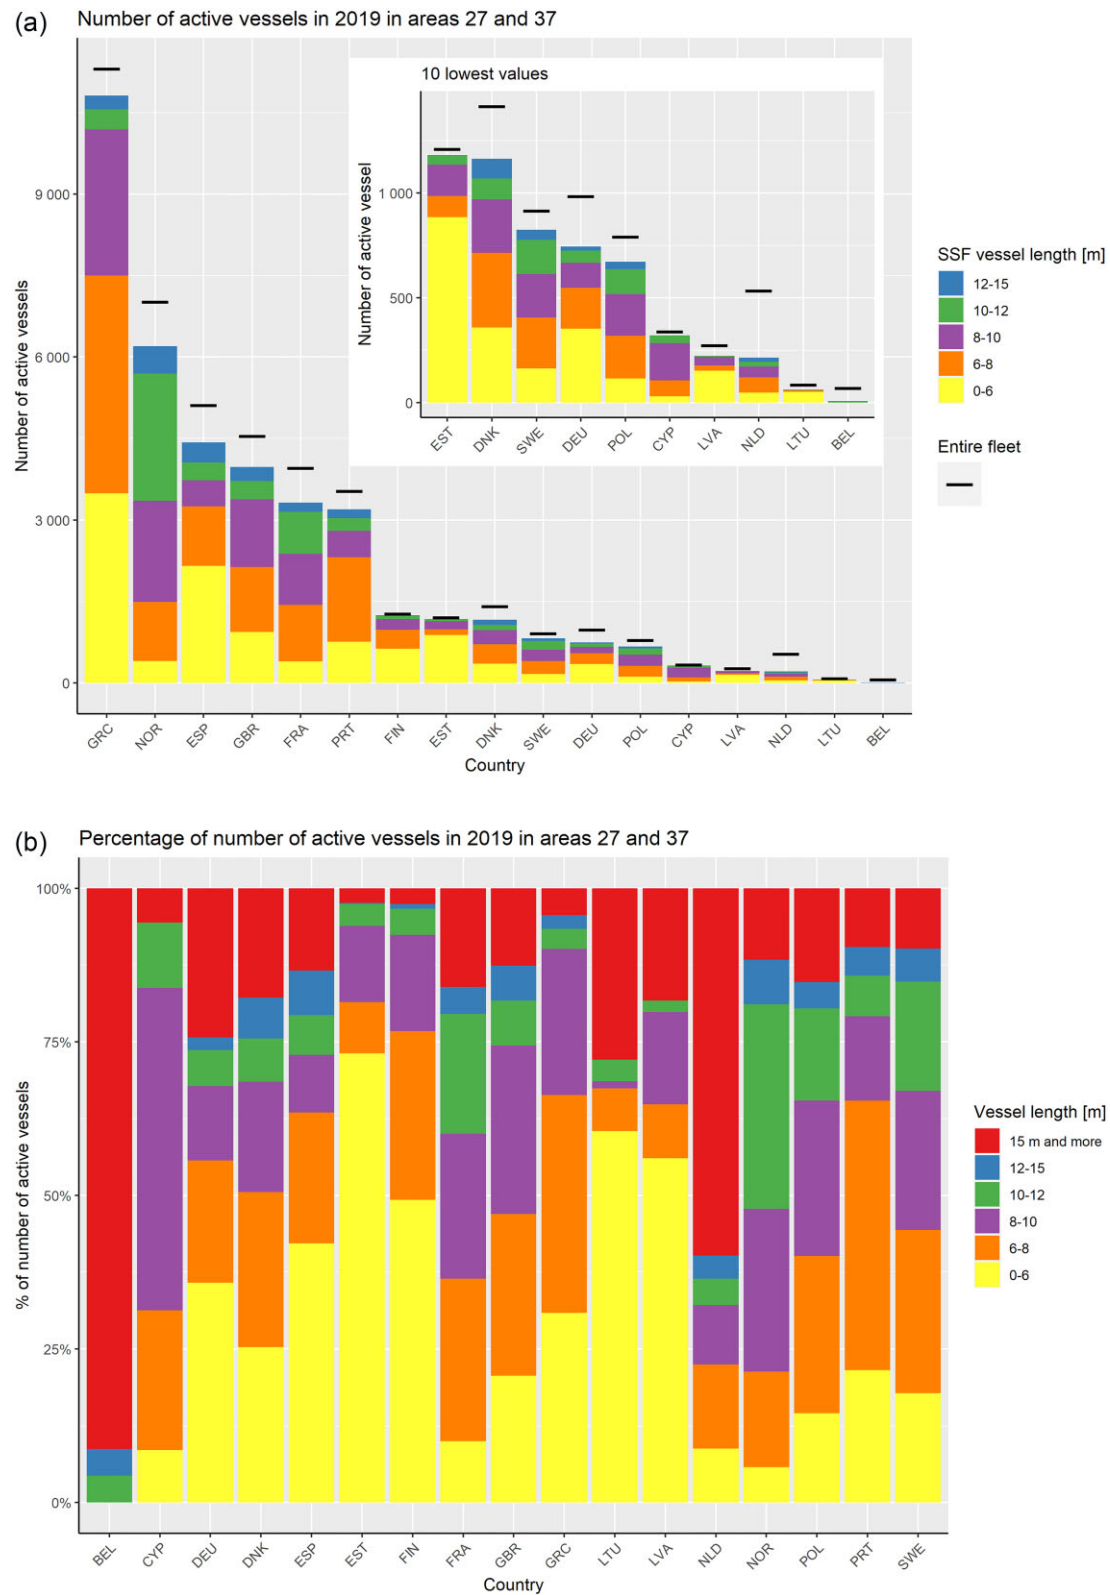 (a)
Number of active vessels in 2019 in areas 27 and 37
Number of active vessels
9 000
6 000
3 000
0
GRC NOR ESP GBR FRA PRT FIN EST DNK SWE DEU POL CYP LVA NLD LTU BEL
Country
10 lowest values
Number of active vessel
1 000
500
0
EST DNK SWE DEU POL CYP LVA NLD LTU BEL
SSF vessel length [m]
12-15
10-12
8-10
6-8
0-6
Entire fleet
(b)
Percentage of number of active vessels in 2019 in areas 27 and 37
% of number of active vessels
100%
75%
50%
25%
0%
BEL CYP DEU DNK ESP EST FIN FRA GBR GRC LTU LVA NLD NOR POL PRT SWE
Country
Vessel length [m]
15 m and more
12-15
10-12
8-10
6-8
0-6